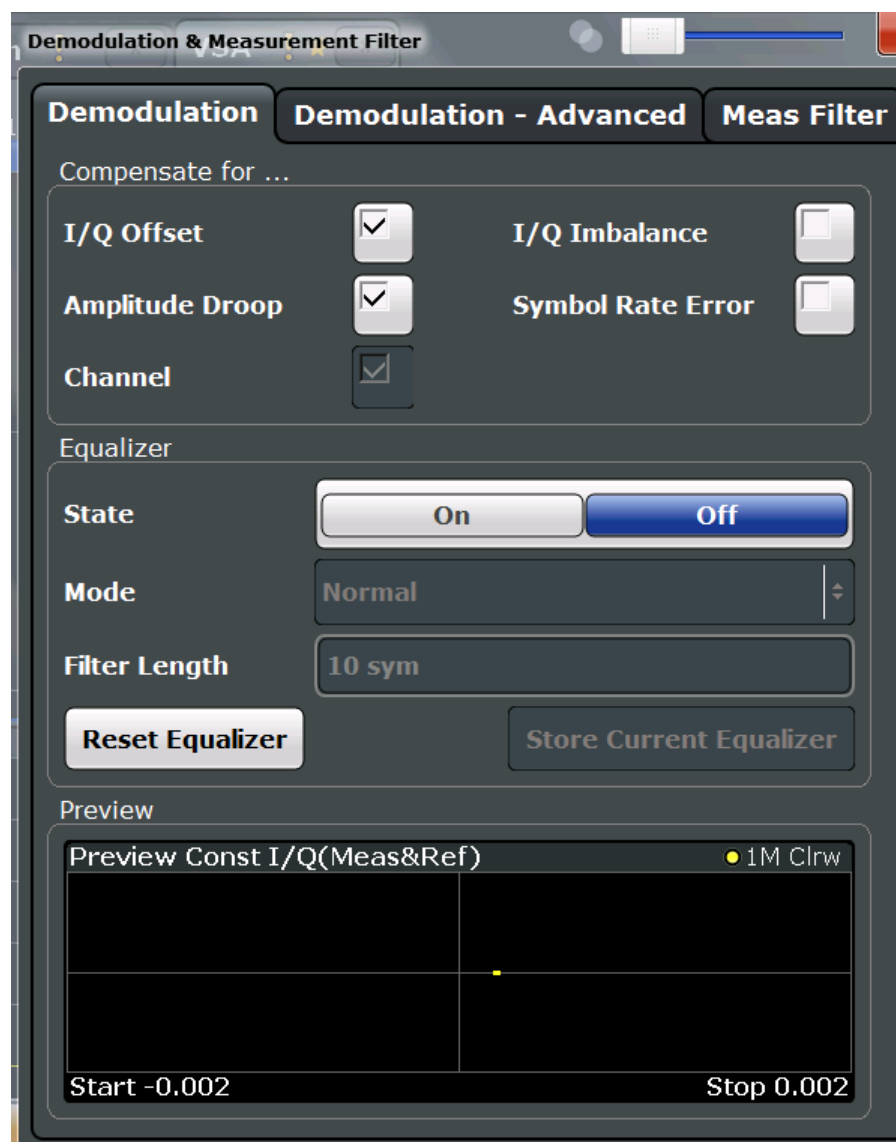 Demodulation & Measurement Filter
VSA
Demodulation
Demodulation - Advanced
Meas Filter
Compensate for ...
I/Q Offset
I/Q Imbalance
Amplitude Droop
Symbol Rate Error
Channel
Equalizer
State
On
Off
Mode
Normal
Filter Length
10 sym
Reset Equalizer
Store Current Equalizer
Preview
Preview Const I/Q(Meas&Ref)
1M Clrw
Start -0.002
Stop 0.002